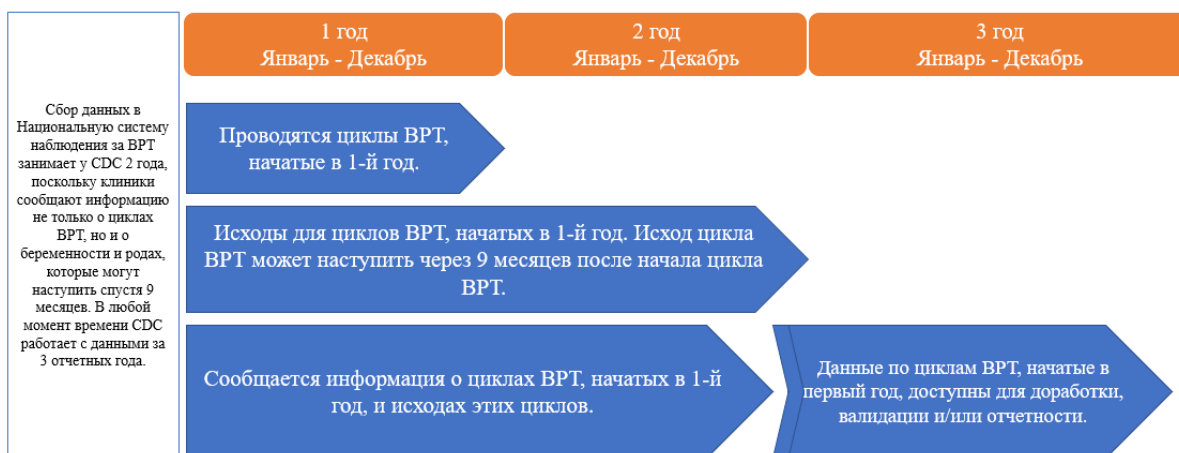 1 год
Январь - Декабрь
2 год
Январь - Декабрь
3 год
Январь - Декабрь
Сбор данных в
Национальную систему
наблюдения за ВРТ
занимает у CDC 2 года,
поскольку клиники
сообщают информацию
не только о циклах
ВРТ, но и о
беременности и родах,
которые могут
наступить спустя 9
месяцев. В любой
момент времени CDC
работает с данными за
3 отчетных года.
Проводятся циклы ВРТ,
начатые в 1-й год.
Исходы для циклов ВРТ, начатых в 1-й год. Исход цикла
ВРТ может наступить через 9 месяцев после начала цикла
ВРТ.
Сообщается информация о циклах ВРТ, начатых в 1-й
год, и исходах этих циклов.
Данные по циклам ВРТ, начатые в
первый год, доступны для доработки,
валидации и/или отчетности.